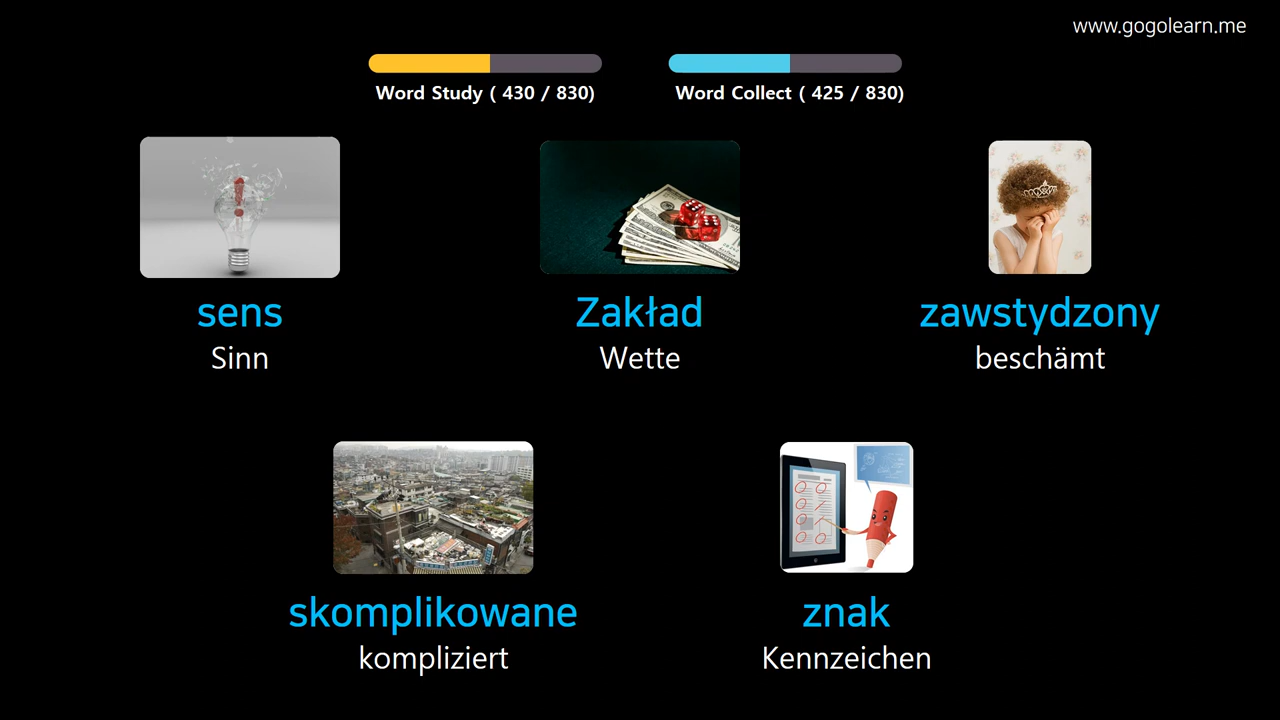 www.gogolearn.me
Word Study ( 430 / 830)
Word Collect ( 425 / 830)
sens
Sinn
Zakład
Wette
zawstydzony
beschämt
skomplikowane
kompliziert
znak
Kennzeichen